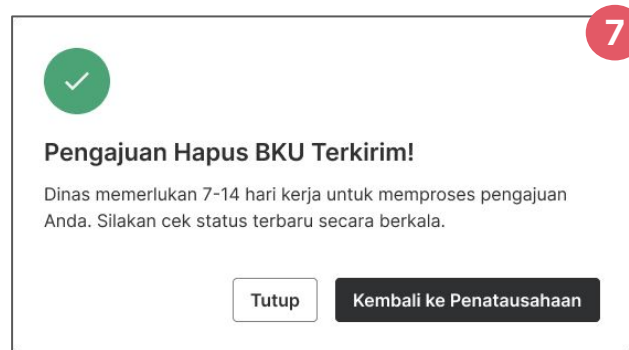 7
Pengajuan Hapus BKU Terkirim!
Dinas memerlukan 7-14 hari kerja untuk memproses pengajuan
Anda. Silakan cek status terbaru secara berkala.
Tutup
Kembali ke Penatausahaan